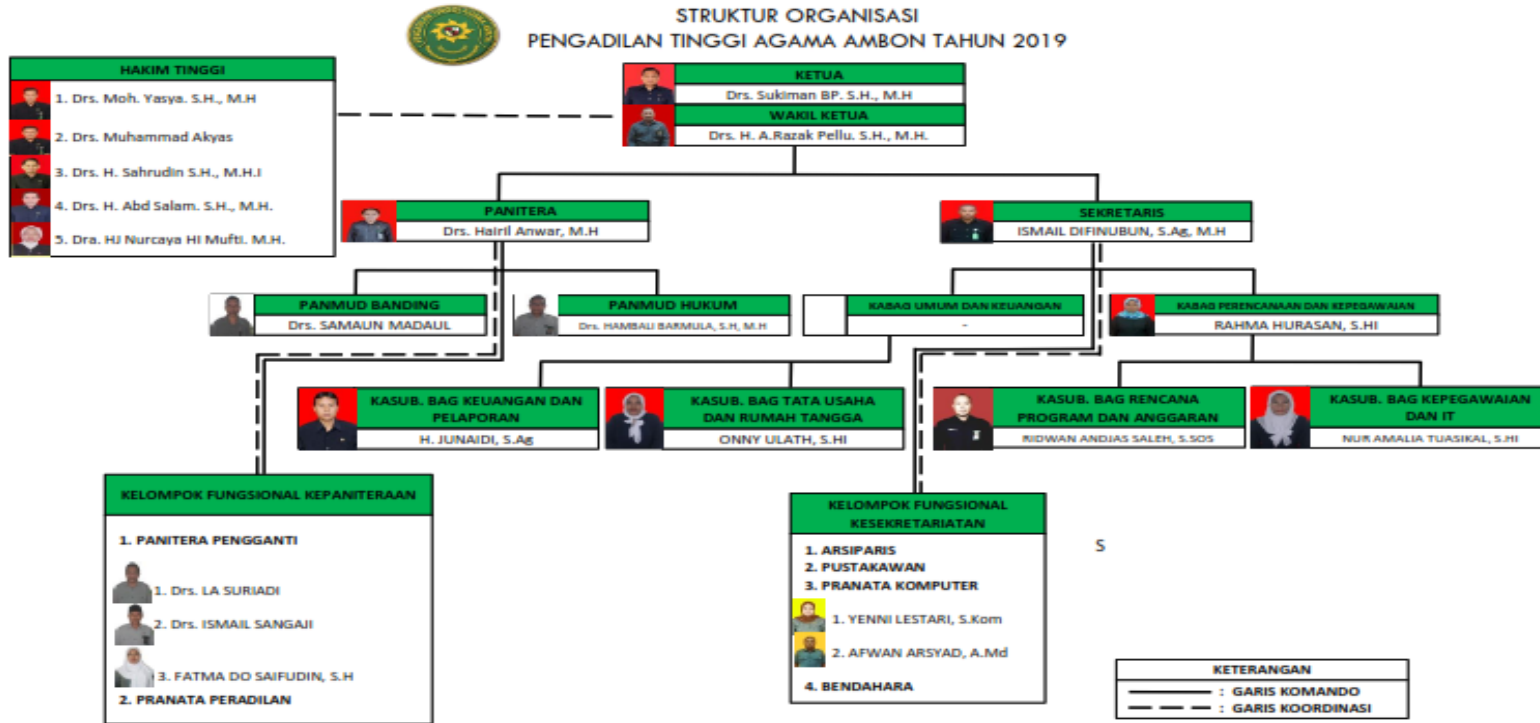 STRUKTUR ORGANISASI
PENGADILAN TINGGI AGAMA AMBON TAHUN 2019
HAKIM TINGGI
1. Drs. Moh. Yasya. S.H., M.H
2. Drs. Muhammad Akyas
3. Drs. H. Sahrudin S.H., M.H.I
4. Drs. H. Abd Salam. S.H., M.H.
5. Dra. HJ Nurcaya HI Mufti. M.H.
KETUA
Drs. Sukiman BP. S.H., M.H
WAKIL KETUA
Drs. H. A.Razak Pellu. S.H., M.H.
PANITERA
Drs. Hairil Anwar, M.H
SEKRETARIS
ISMAIL DIFINUBUN, S.Ag, M.H
PANMUD BANDING
Drs. SAMAUN MADAUL
PANMUD HUKUM
Drs. HAMBALI BARMULA, S.H, M.H
KABAG UMUM DAN KEUANGAN
-
KABAG PERENCANAAN DAN KEPEGAWAIAN
RAHMA HURASAN, S.HI
KASUB. BAG KEUANGAN DAN
PELAPORAN
H. JUNAIDI, S.Ag
KASUB. BAG TATA USAHA
DAN RUMAH TANGGA
ONNY ULATH, S.HI
KASUB. BAG RENCANA
PROGRAM DAN ANGGARAN
RIDWAN ANDJAS SALEH, S.SOS
KASUB. BAG KEPEGAWAIAN
DAN IT
NUR AMALIA TUASIKAL, S.HI
KELOMPOK FUNGSIONAL KEPANITERAAN
1. PANITERA PENGGANTI
1. Drs. LA SURIADI
2. Drs. ISMAIL SANGAJI
3. FATMA DO SAIFUDIN, S.H
2. PRANATA PERADILAN
KELOMPOK FUNGSIONAL
KESEKRETARIATAN
1. ARSIPARIS
2. PUSTAKAWAN
3. PRANATA KOMPUTER
1. YENNI LESTARI, S.Kom
2. AFWAN ARSYAD, A.Md
4. BENDAHARA
S
KETERANGAN
: GARIS KOMANDO
: GARIS KOORDINASI